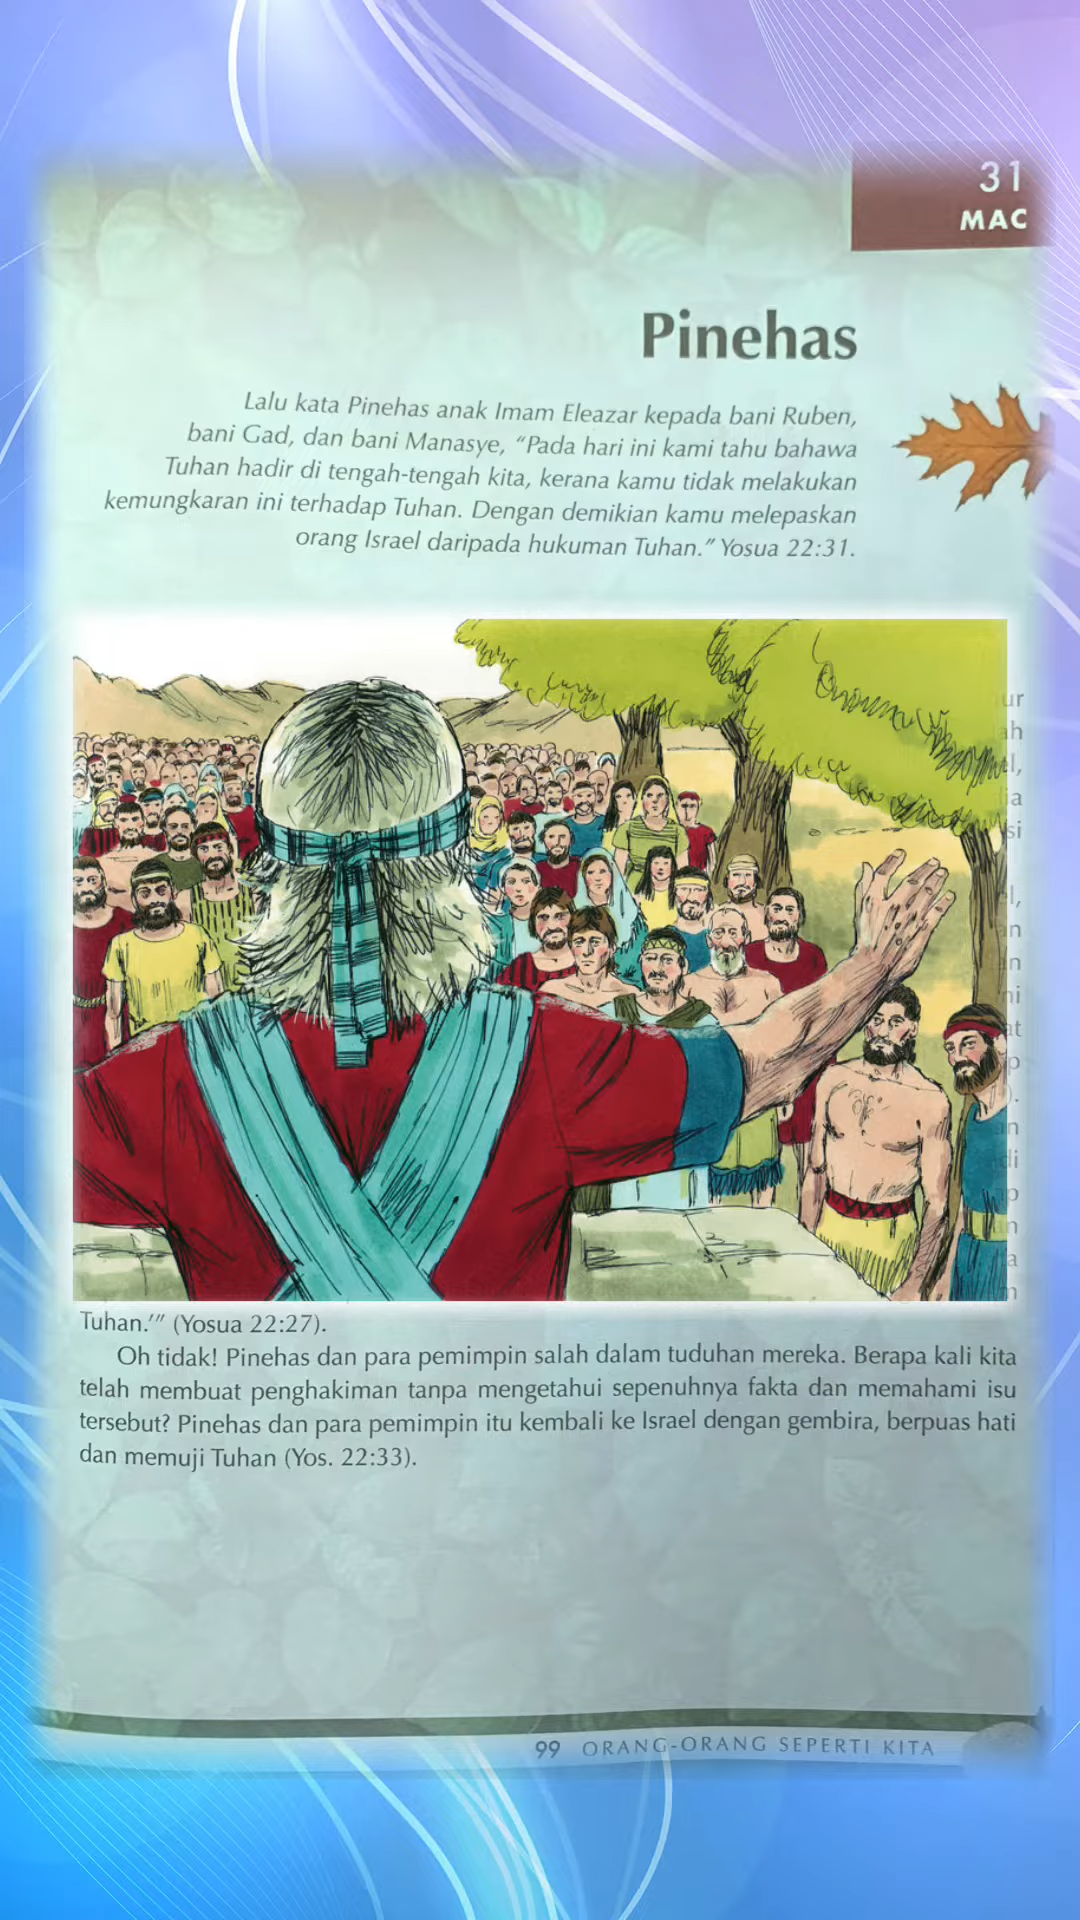 31
MAC
Pinehas
Lalu kata Pinehas anak Imam Eleazar kepada bani Ruben,
bani Gad, dan bani Manasye, “Pada hari ini kami tahu bahawa
Tuhan hadir di tengah-tengah kita, kerana kamu tidak melakukan
kemungkaran ini terhadap Tuhan. Dengan demikian kamu melepaskan
orang Israel daripada hukuman Tuhan.” Yosua 22:31.
Tuhan.’” (Yosua 22:27).
Oh tidak! Pinehas dan para pemimpin salah dalam tuduhan mereka. Berapa kali kita
telah membuat penghakiman tanpa mengetahui sepenuhnya fakta dan memahami isu
tersebut? Pinehas dan para pemimpin itu kembali ke Israel dengan gembira, berpuas hati
dan memuji Tuhan (Yos. 22:33).
99 ORANG-ORANG SEPERTI KITA